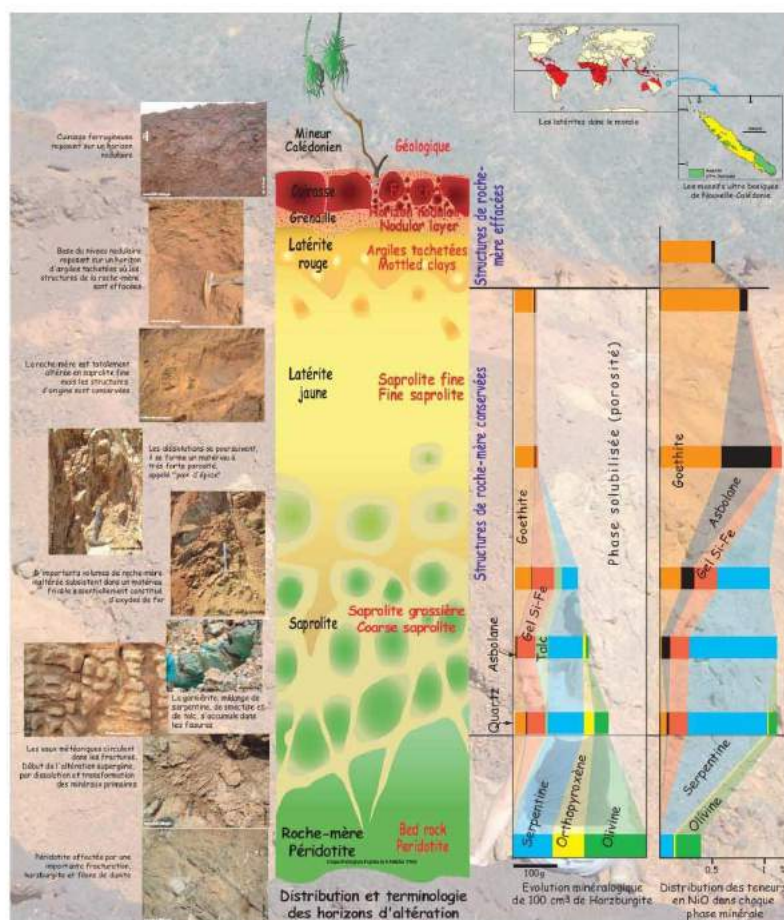 Cuirasse ferrugineuse
reposant sur un horizon
nodulaire
Base du niveau nodulaire
reposant sur un horizon
d'argiles tachetées où les
structures de la roche-mère
sont effacées
La roche-mère est totalement
altérée en saprolite fine
mais les structures
d'origine sont conservées
Les dissolutions se poursuivent,
il se forme un matériau à
très forte porosité,
appelé "pain d'épice"
D'importants volumes de roche-mère
inaltérée subsistent dans un matériau
friable essentiellement constitué
d'oxydes de fer
La garniérite, mélange de
serpentine, de smectite et
de talc, s'accumule dans
les fissures
Les eaux météoriques circulent
dans les fractures.
Début de l'altération supergène,
par dissolution et transformation
des minéraux primaires
Péridotite affectée par une
importante fracturation,
harzburgite et filons de dunite
Mineur
Calédonien
Géologique
Cuirasse
Grenaille
Horizon nodulaire
Nodular layer
Latérite
rouge
Argiles tachetées
Mottled clays
Latérite
jaune
Saprolite fine
Fine saprolite
Saprolite
Saprolite grossière
Coarse saprolite
Roche-mère
Péridotite
Bed rock
Peridotite
Distribution et terminologie
des horizons d'altération
Structures de roche-
mère effacées
Structures de roche-mère conservées
Les latérites dans le monde
Les massifs ultra basiques
de Nouvelle-Calédonie
Goethite
Phase solubilisée (porosité)
Gel Si-Fe
Talc
Asbolane
Quartz
Serpentine
Orthopyroxène
Olivine
100g
Evolution minéralogique
de 100 cm³ de Harzburgite
Goethite
Asbolane
Gel Si-Fe
Serpentine
Olivine
0.5
1
Distribution des teneurs
en NiO dans chaque
phase minérale